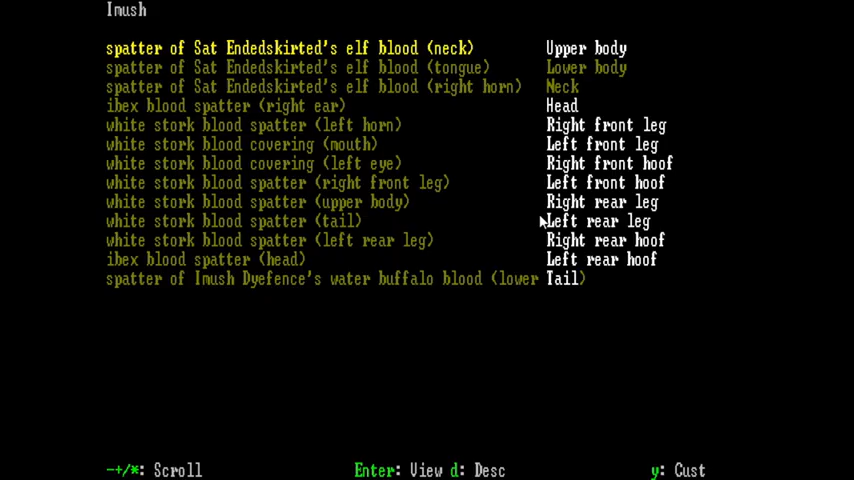 Imush
spatter of Sat Endedskirted's elf blood (neck) Upper body
spatter of Sat Endedskirted's elf blood (tongue) Lower body
spatter of Sat Endedskirted's elf blood (right horn) Neck
ibex blood spatter (right ear) Head
white stork blood spatter (left horn) Right front leg
white stork blood covering (mouth) Left front leg
white stork blood covering (left eye) Right front hoof
white stork blood spatter (right front leg) Left front hoof
white stork blood spatter (upper body) Right rear leg
white stork blood spatter (tail) Left rear leg
white stork blood spatter (left rear leg) Right rear hoof
ibex blood spatter (head) Left rear hoof
spatter of Imush Dyefence's water buffalo blood (lower Tail)
-+/*: Scroll Enter: View d: Desc y: Cust